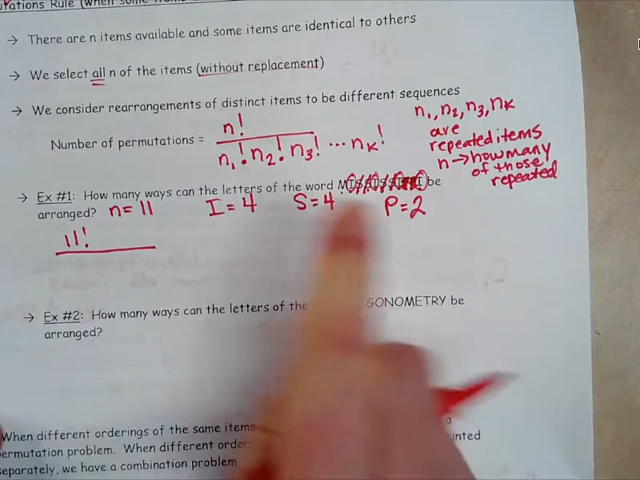 utations Rule (when some items
→ There are n items available and some items are identical to others
→ We select all n of the items (without replacement)
→ We consider rearrangements of distinct items to be different sequences
Number of permutations = n! / n₁! n₂! n₃! ... nₖ!
n₁, n₂, n₃, nₖ
are
repeated items
n → how many
of those
repeated
→ Ex #1: How many ways can the letters of the word MISSISSIPPI be
arranged? n = 11 I = 4 S = 4 P = 2
11!
→ Ex #2: How many ways can the letters of the GONOMETRY be
arranged?
When different orderings of the same items a
ermutation problem. When different order unted
separately, we have a combination problem